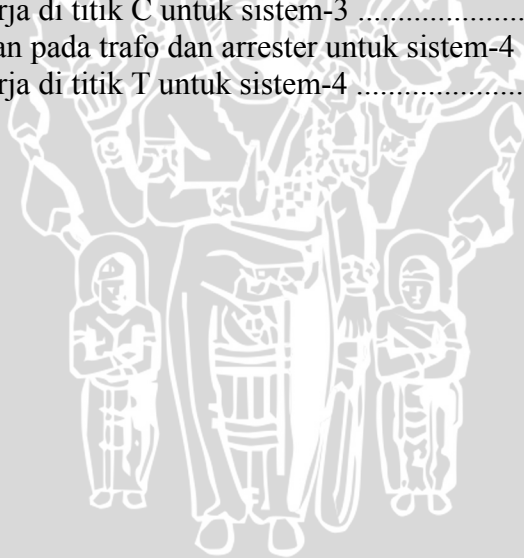 rja di titik C untuk sistem-3 .....................
an pada trafo dan arrester untuk sistem-4
rja di titik T untuk sistem-4 .....................